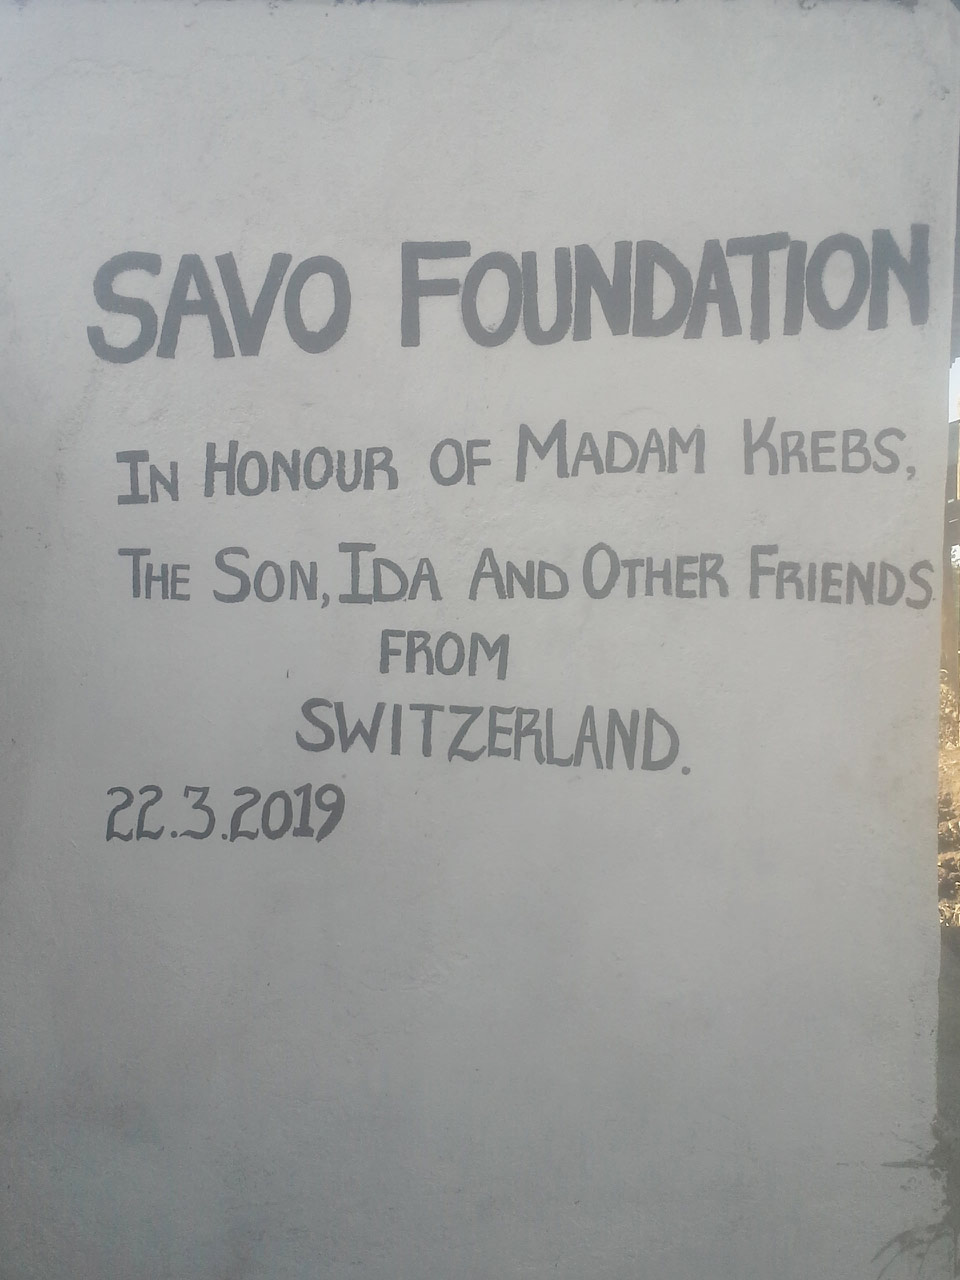 SAVO FOUNDATION
IN HONOUR OF MADAM KREBS,
THE SON, IDA AND OTHER FRIENDS
FROM
SWITZERLAND.
22.3.2019